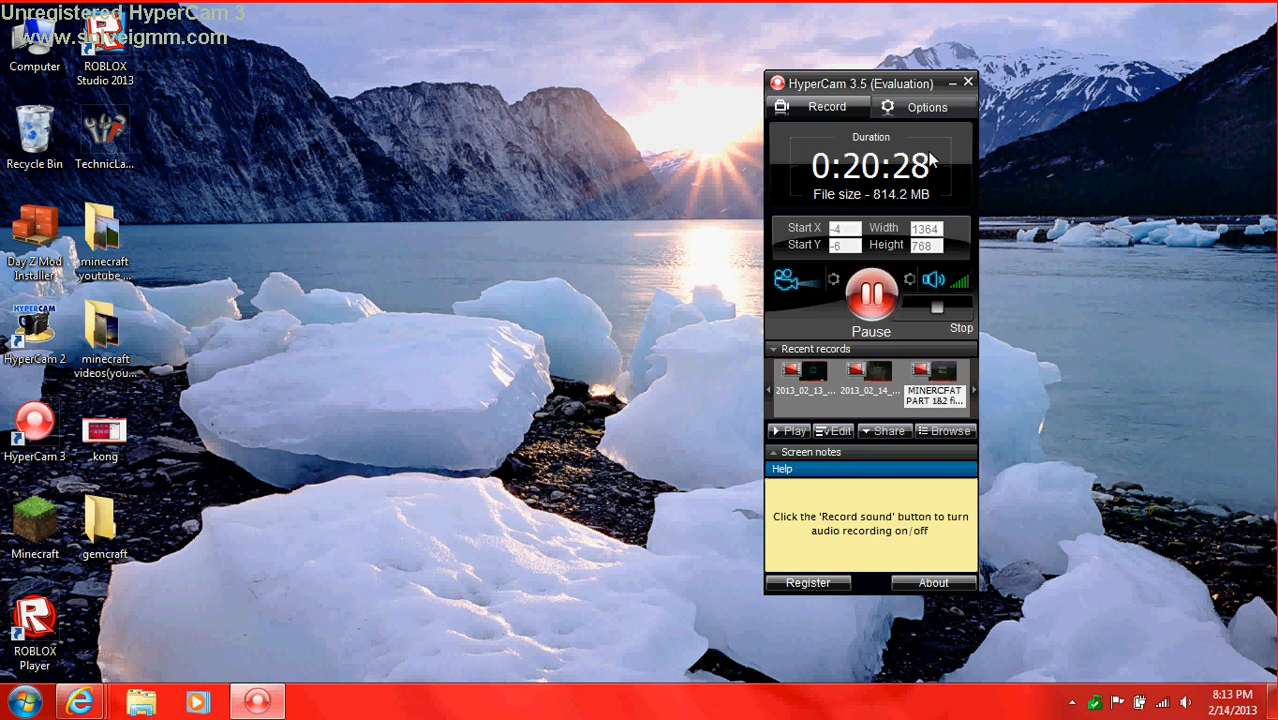 Unregistered HyperCam 3
www.solveigmm.com
Computer
ROBLOX
Studio 2013
Recycle Bin
TechnicLa...
Day Z Mod
Installer
minecraft
youtube ...
HYPERCAM
HyperCam 2
minecraft
videos(you...
HyperCam 3
kong
Minecraft
gemcraft
ROBLOX
Player
HyperCam 3.5 (Evaluation)
Record
Options
Duration
0:20:28
File size - 814.2 MB
Start X -4 Width 1364
Start Y -6 Height 768
Pause
Stop
Recent records
2013_02_13_...
2013_02_14_...
MINERCFAT
PART 1&2 fi...
Play Edit Share Browse
Screen notes
Help
Click the 'Record sound' button to turn
audio recording on/off
Register
About
8:13 PM
2/14/2013